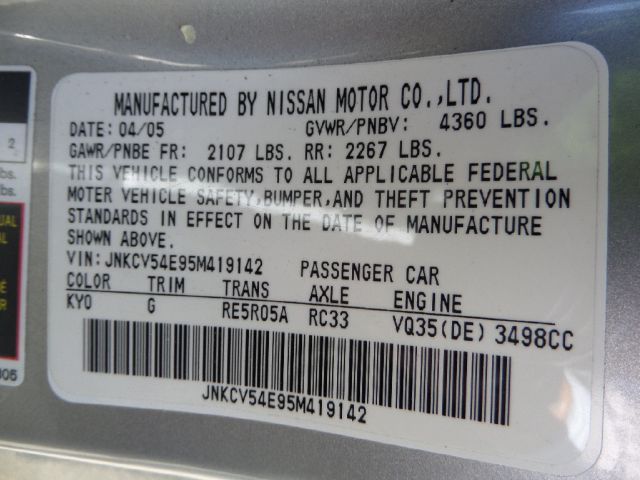 MANUFACTURED BY NISSAN MOTOR CO.,LTD.
DATE: 04/05 GVWR/PNBV: 4360 LBS.
GAWR/PNBE FR: 2107 LBS. RR: 2267 LBS.
THIS VEHICLE CONFORMS TO ALL APPLICABLE FEDERAL
MOTER VEHICLE SAFETY,BUMPER,AND THEFT PREVENTION
STANDARDS IN EFFECT ON THE DATE OF MANUFACTURE
SHOWN ABOVE.
VIN: JNKCV54E95M419142 PASSENGER CAR
COLOR TRIM TRANS AXLE ENGINE
KYO G RE5R05A RC33 VQ35(DE) 3498CC
JNKCV54E95M419142
2
lbs.